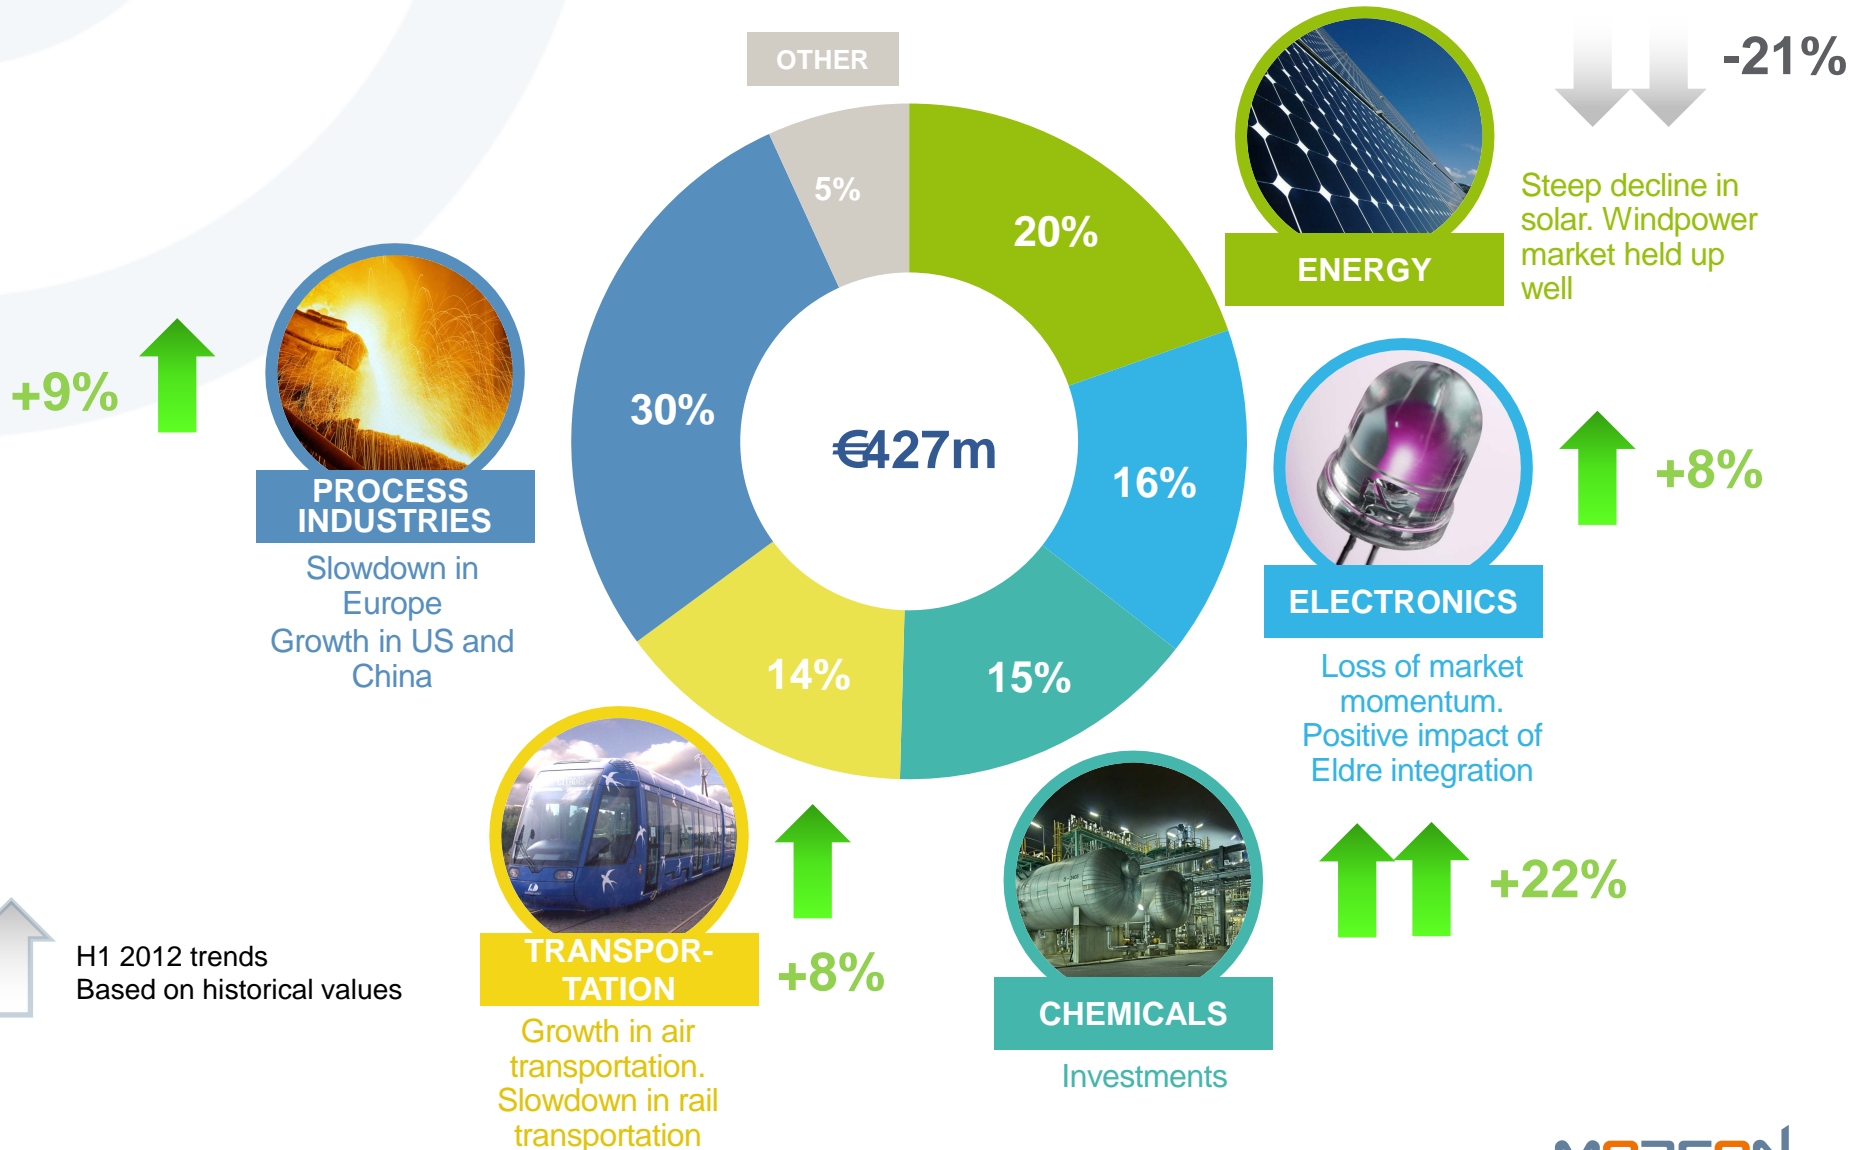 OTHER
-21%
5%
20%
Steep decline in
solar. Windpower
market held up
well
ENERGY
+9%
30%
€427m
16%
+8%
PROCESS
INDUSTRIES
Slowdown in
Europe
Growth in US and
China
ELECTRONICS
Loss of market
momentum.
Positive impact of
Eldre integration
14%
15%
+22%
H1 2012 trends
Based on historical values
TRANSPOR-
TATION
+8%
Growth in air
transportation.
Slowdown in rail
transportation
CHEMICALS
Investments